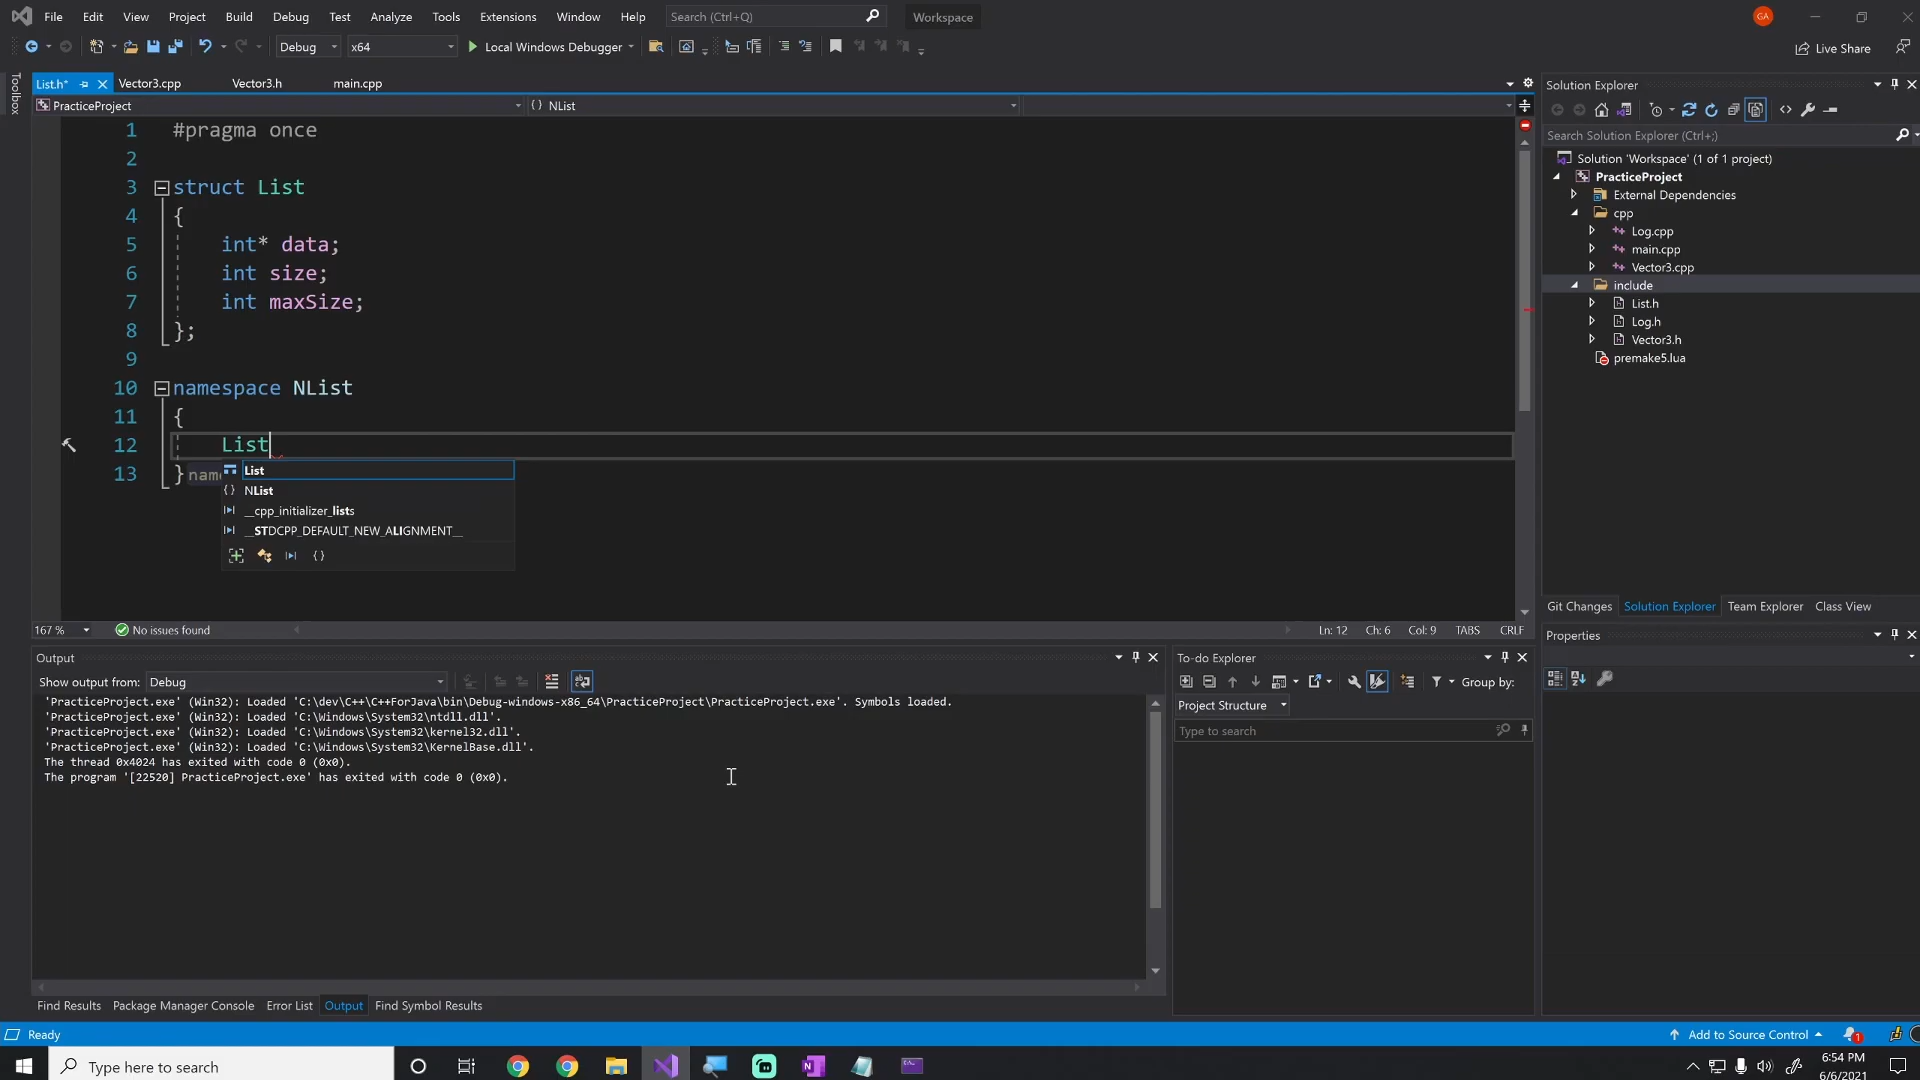 File Edit View Project Build Debug Test Analyze Tools Extensions Window Help Search (Ctrl+Q) Workspace GA
Debug x64 Local Windows Debugger Live Share
Toolbox
List.h* Vector3.cpp Vector3.h main.cpp
PracticeProject { } NList
1 #pragma once
2
3 struct List
4 {
5 int* data;
6 int size;
7 int maxSize;
8 };
9
10 namespace NList
11 {
12 List
13 } name
List
{ } NList
__cpp_initializer_lists
__STDCPP_DEFAULT_NEW_ALIGNMENT__
{ }
167 % No issues found Ln: 12 Ch: 6 Col: 9 TABS CRLF
Output
Show output from: Debug
'PracticeProject.exe' (Win32): Loaded 'C:\dev\C++\C++ForJava\bin\Debug-windows-x86_64\PracticeProject\PracticeProject.exe'. Symbols loaded.
'PracticeProject.exe' (Win32): Loaded 'C:\Windows\System32\ntdll.dll'.
'PracticeProject.exe' (Win32): Loaded 'C:\Windows\System32\kernel32.dll'.
'PracticeProject.exe' (Win32): Loaded 'C:\Windows\System32\KernelBase.dll'.
The thread 0x4024 has exited with code 0 (0x0).
The program '[22520] PracticeProject.exe' has exited with code 0 (0x0).
Find Results Package Manager Console Error List Output Find Symbol Results
To-do Explorer
Group by:
Project Structure
Type to search
Solution Explorer
Search Solution Explorer (Ctrl+;)
Solution 'Workspace' (1 of 1 project)
PracticeProject
External Dependencies
cpp
Log.cpp
main.cpp
Vector3.cpp
include
List.h
Log.h
Vector3.h
premake5.lua
Git Changes Solution Explorer Team Explorer Class View
Properties
Ready Add to Source Control 1
Type here to search
6:54 PM
6/6/2021